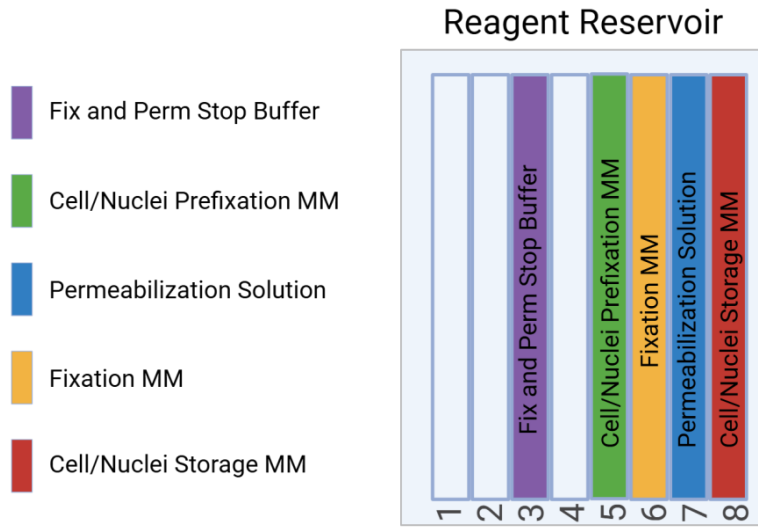 Reagent Reservoir
Fix and Perm Stop Buffer
Cell/Nuclei Prefixation MM
Permeabilization Solution
Fixation MM
Cell/Nuclei Storage MM
Fix and Perm Stop Buffer
Cell/Nuclei Prefixation MM
Fixation MM
Permeabilization Solution
Cell/Nuclei Storage MM
1 2 3 4 5 6 7 8